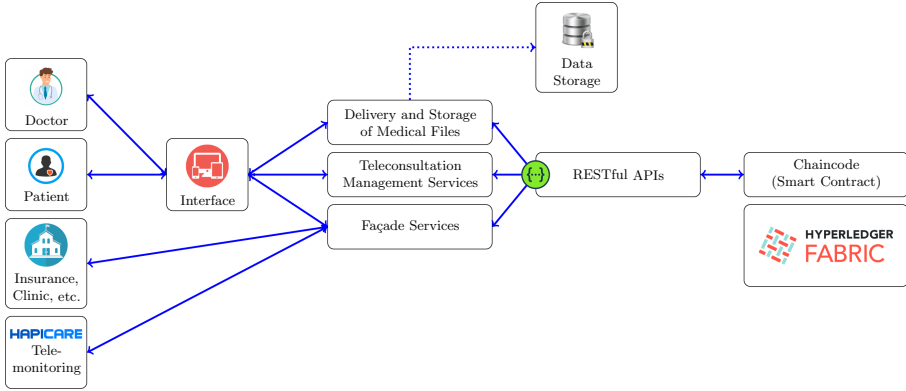 Doctor
Patient
Insurance,
Clinic, etc.
HAPICARE
Tele-
monitoring
Interface
Delivery and Storage
of Medical Files
Teleconsultation
Management Services
Façade Services
Data
Storage
{··}
RESTful APIs
Chaincode
(Smart Contract)
HYPERLEDGER
FABRIC